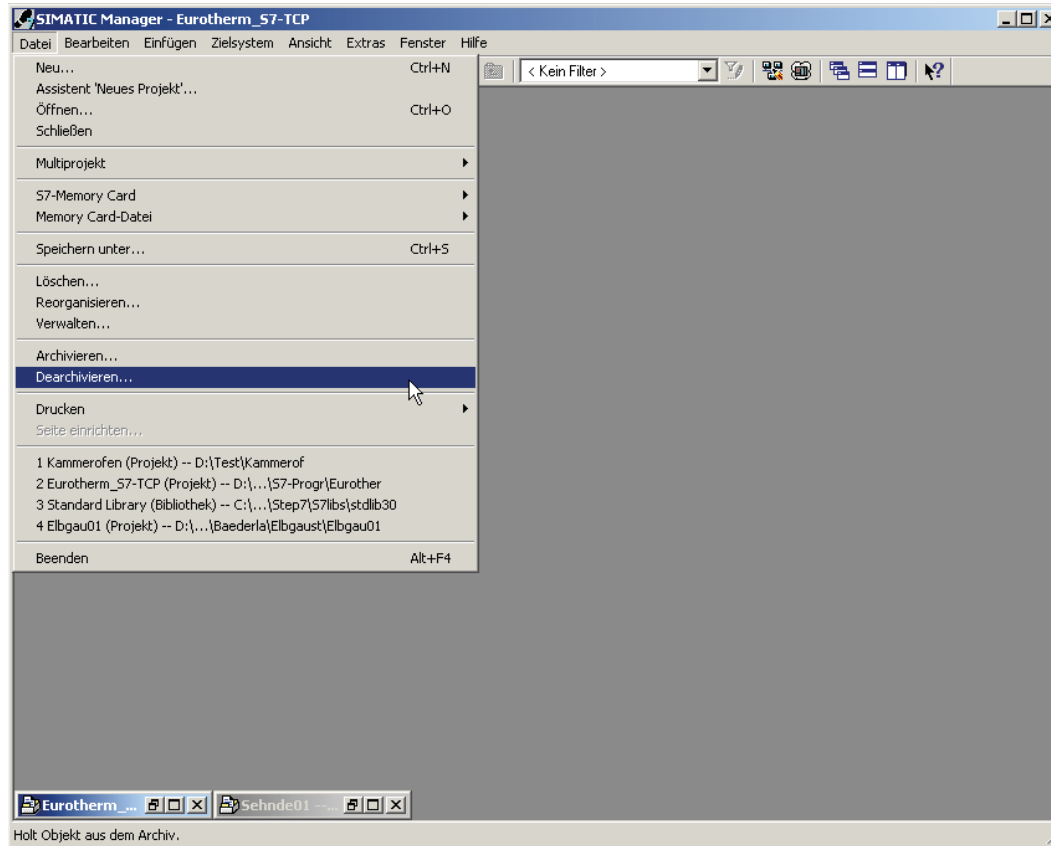 SIMATIC Manager - Eurotherm_S7-TCP
Datei Bearbeiten Einfügen Zielsystem Ansicht Extras Fenster Hilfe
< Kein Filter >
Neu... Ctrl+N
Assistent 'Neues Projekt'...
Öffnen... Ctrl+O
Schließen
Multiprojekt
S7-Memory Card
Memory Card-Datei
Speichern unter... Ctrl+S
Löschen...
Reorganisieren...
Verwalten...
Archivieren...
Dearchivieren...
Drucken
Seite einrichten...
1 Kammerofen (Projekt) -- D:\Test\Kammerof
2 Eurotherm_S7-TCP (Projekt) -- D:\...\S7-Progr\Eurother
3 Standard Library (Bibliothek) -- C:\...\Step7\S7libs\stdlib30
4 Elbgau01 (Projekt) -- D:\...\Baederla\Elbgaust\Elbgau01
Beenden Alt+F4
Eurotherm_... Sehnde01 --...
Holt Objekt aus dem Archiv.